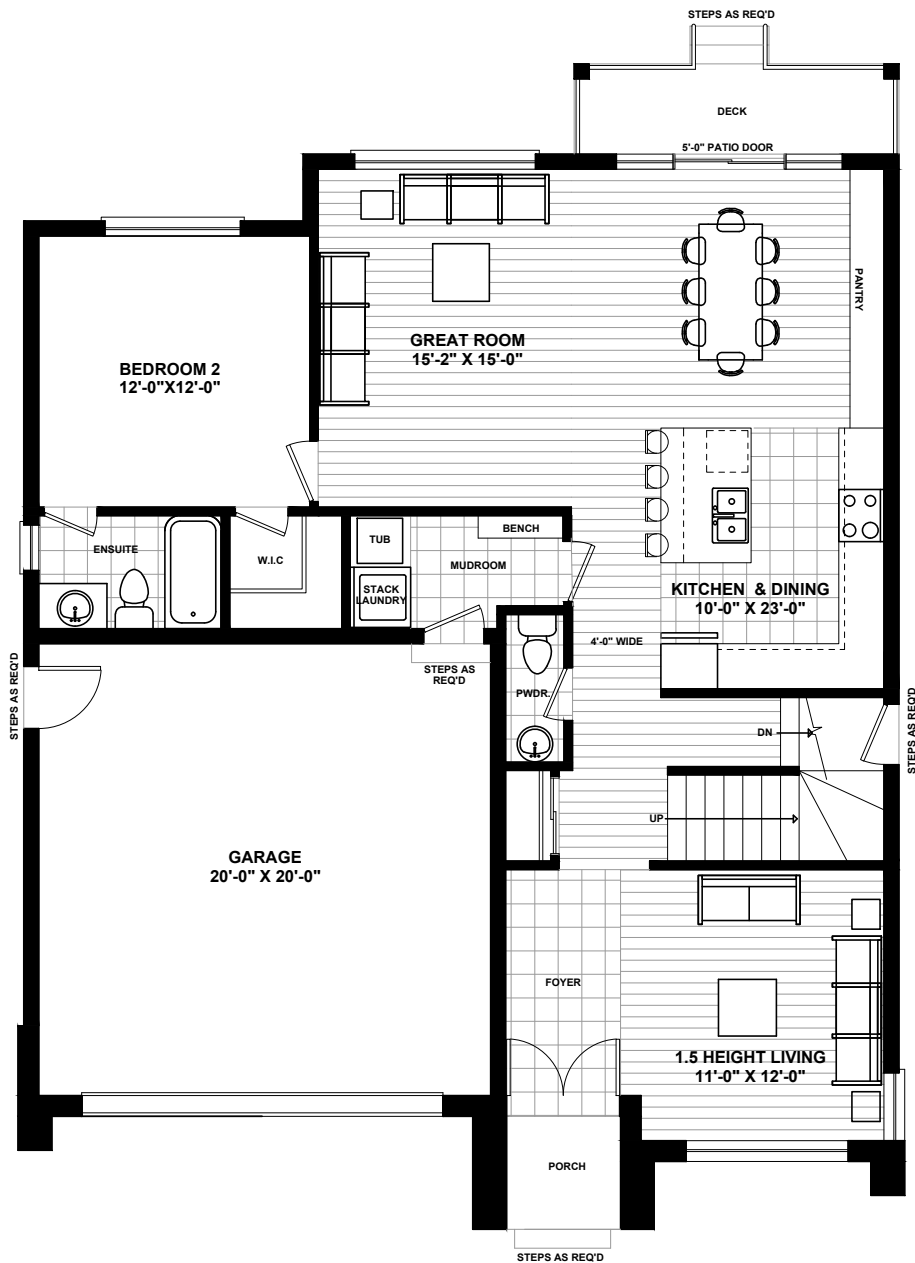 STEPS AS REQ'D
DECK
5'-0" PATIO DOOR
PANTRY
GREAT ROOM
15'-2" X 15'-0"
BEDROOM 2
12'-0"X12'-0"
BENCH
TUB
ENSUITE
W.I.C
MUDROOM
STACK
LAUNDRY
KITCHEN & DINING
10'-0" X 23'-0"
4'-0" WIDE
STEPS AS
REQ'D
PWDR.
STEPS AS REQ'D
STEPS AS REQ'D
DN
UP
GARAGE
20'-0" X 20'-0"
FOYER
1.5 HEIGHT LIVING
11'-0" X 12'-0"
PORCH
STEPS AS REQ'D